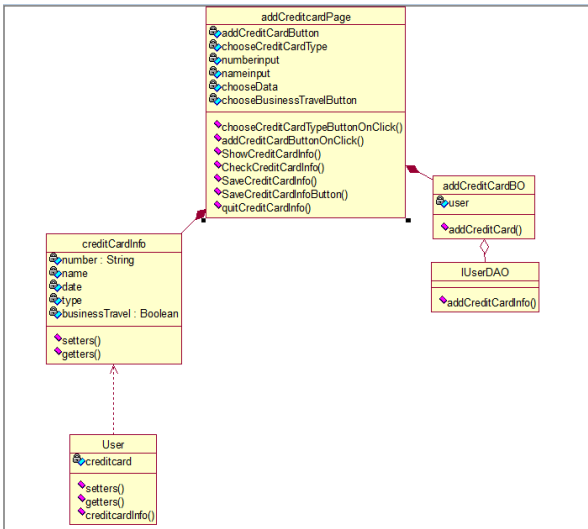 addCreditcardPage
addCreditCardButton
chooseCreditCardType
numberinput
nameinput
chooseData
chooseBusinessTravelButton
chooseCreditCardTypeButtonOnClick()
addCreditCardButtonOnClick()
ShowCreditCardInfo()
CheckCreditCardInfo()
SaveCreditCardInfo()
SaveCreditCardInfoButton()
quitCreditCardInfo()
addCreditCardBO
user
addCreditCard()
IUserDAO
addCreditCardInfo()
creditCardInfo
number : String
name
date
type
businessTravel : Boolean
setters()
getters()
User
creditcard
setters()
getters()
creditcardInfo()